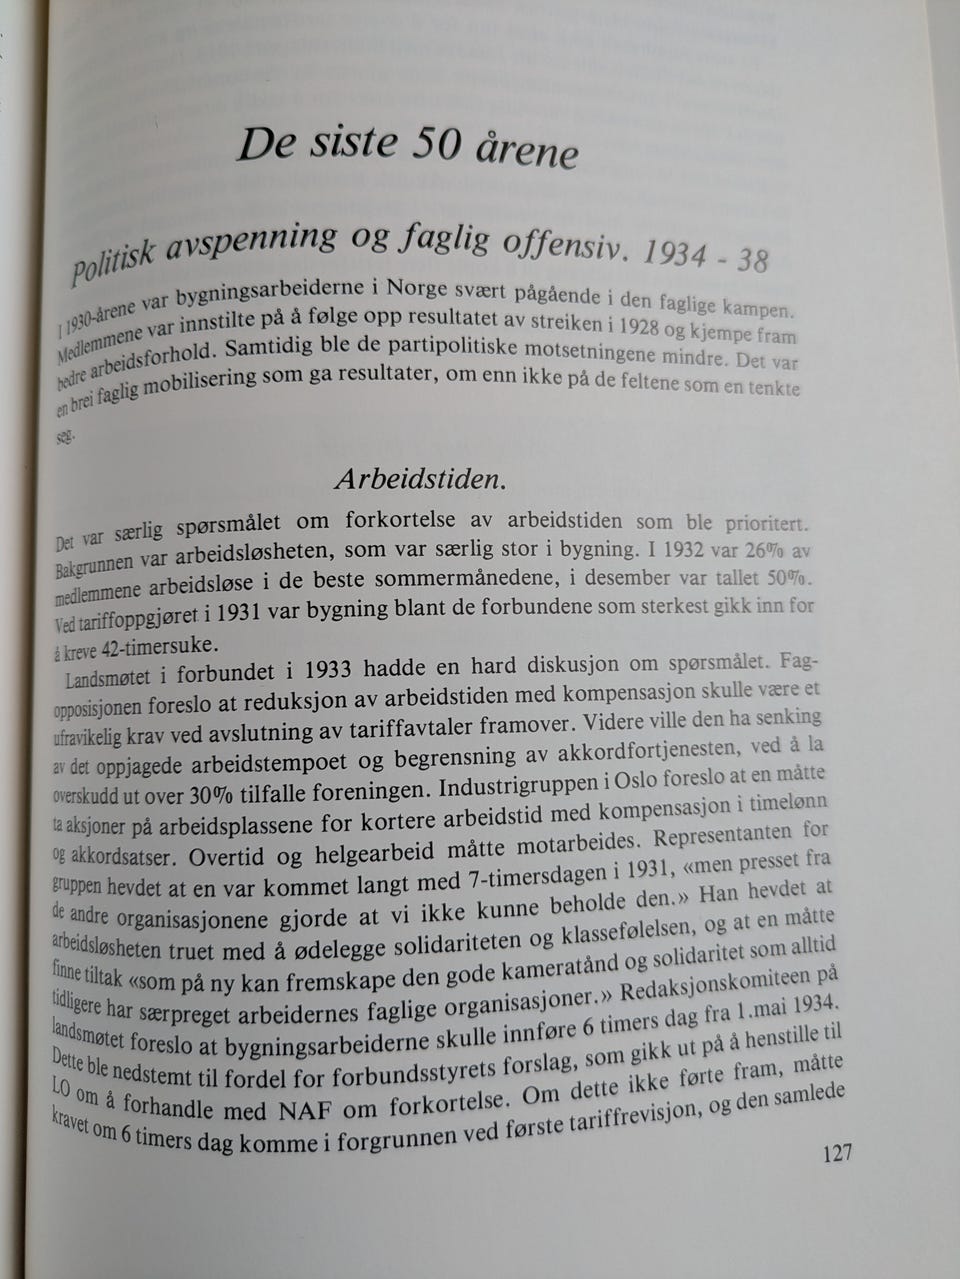 De siste 50 årene
Politisk avspenning og faglig offensiv. 1934 - 38
I 1930-årene var bygningsarbeiderne i Norge svært pågående i den faglige kampen.
Medlemmene var innstilte på å følge opp resultatet av streiken i 1928 og kjempe fram
bedre arbeidsforhold. Samtidig ble de partipolitiske motsetningene mindre. Det var
en brei faglig mobilisering som ga resultater, om enn ikke på de feltene som en tenkte
seg.
Arbeidstiden.
Det var særlig spørsmålet om forkortelse av arbeidstiden som ble prioritert.
Bakgrunnen var arbeidsløsheten, som var særlig stor i bygning. I 1932 var 26% av
medlemmene arbeidsløse i de beste sommermånedene, i desember var tallet 50%.
Ved tariffoppgjøret i 1931 var bygning blant de forbundene som sterkest gikk inn for
å kreve 42-timersuke.
Landsmøtet i forbundet i 1933 hadde en hard diskusjon om spørsmålet. Fag-
opposisjonen foreslo at reduksjon av arbeidstiden med kompensasjon skulle være et
ufravikelig krav ved avslutning av tariffavtaler framover. Videre ville den ha senking
av det oppjagede arbeidstempoet og begrensning av akkordfortjenesten, ved å la
overskudd ut over 30% tilfalle foreningen. Industrigruppen i Oslo foreslo at en måtte
ta aksjoner på arbeidsplassene for kortere arbeidstid med kompensasjon i timelønn
og akkordsatser. Overtid og helgearbeid måtte motarbeides. Representanten for
gruppen hevdet at en var kommet langt med 7-timersdagen i 1931, «men presset fra
de andre organisasjonene gjorde at vi ikke kunne beholde den.» Han hevdet at
arbeidsløsheten truet med å ødelegge solidariteten og klassefølelsen, og at en måtte
finne tiltak «som på ny kan fremskape den gode kameratånd og solidaritet som alltid
tidligere har særpreget arbeidernes faglige organisasjoner.» Redaksjonskomiteen på
landsmøtet foreslo at bygningsarbeiderne skulle innføre 6 timers dag fra 1.mai 1934.
Dette ble nedstemt til fordel for forbundsstyrets forslag, som gikk ut på å henstille til
LO om å forhandle med NAF om forkortelse. Om dette ikke førte fram, måtte
kravet om 6 timers dag komme i forgrunnen ved første tariffrevisjon, og den samlede
127